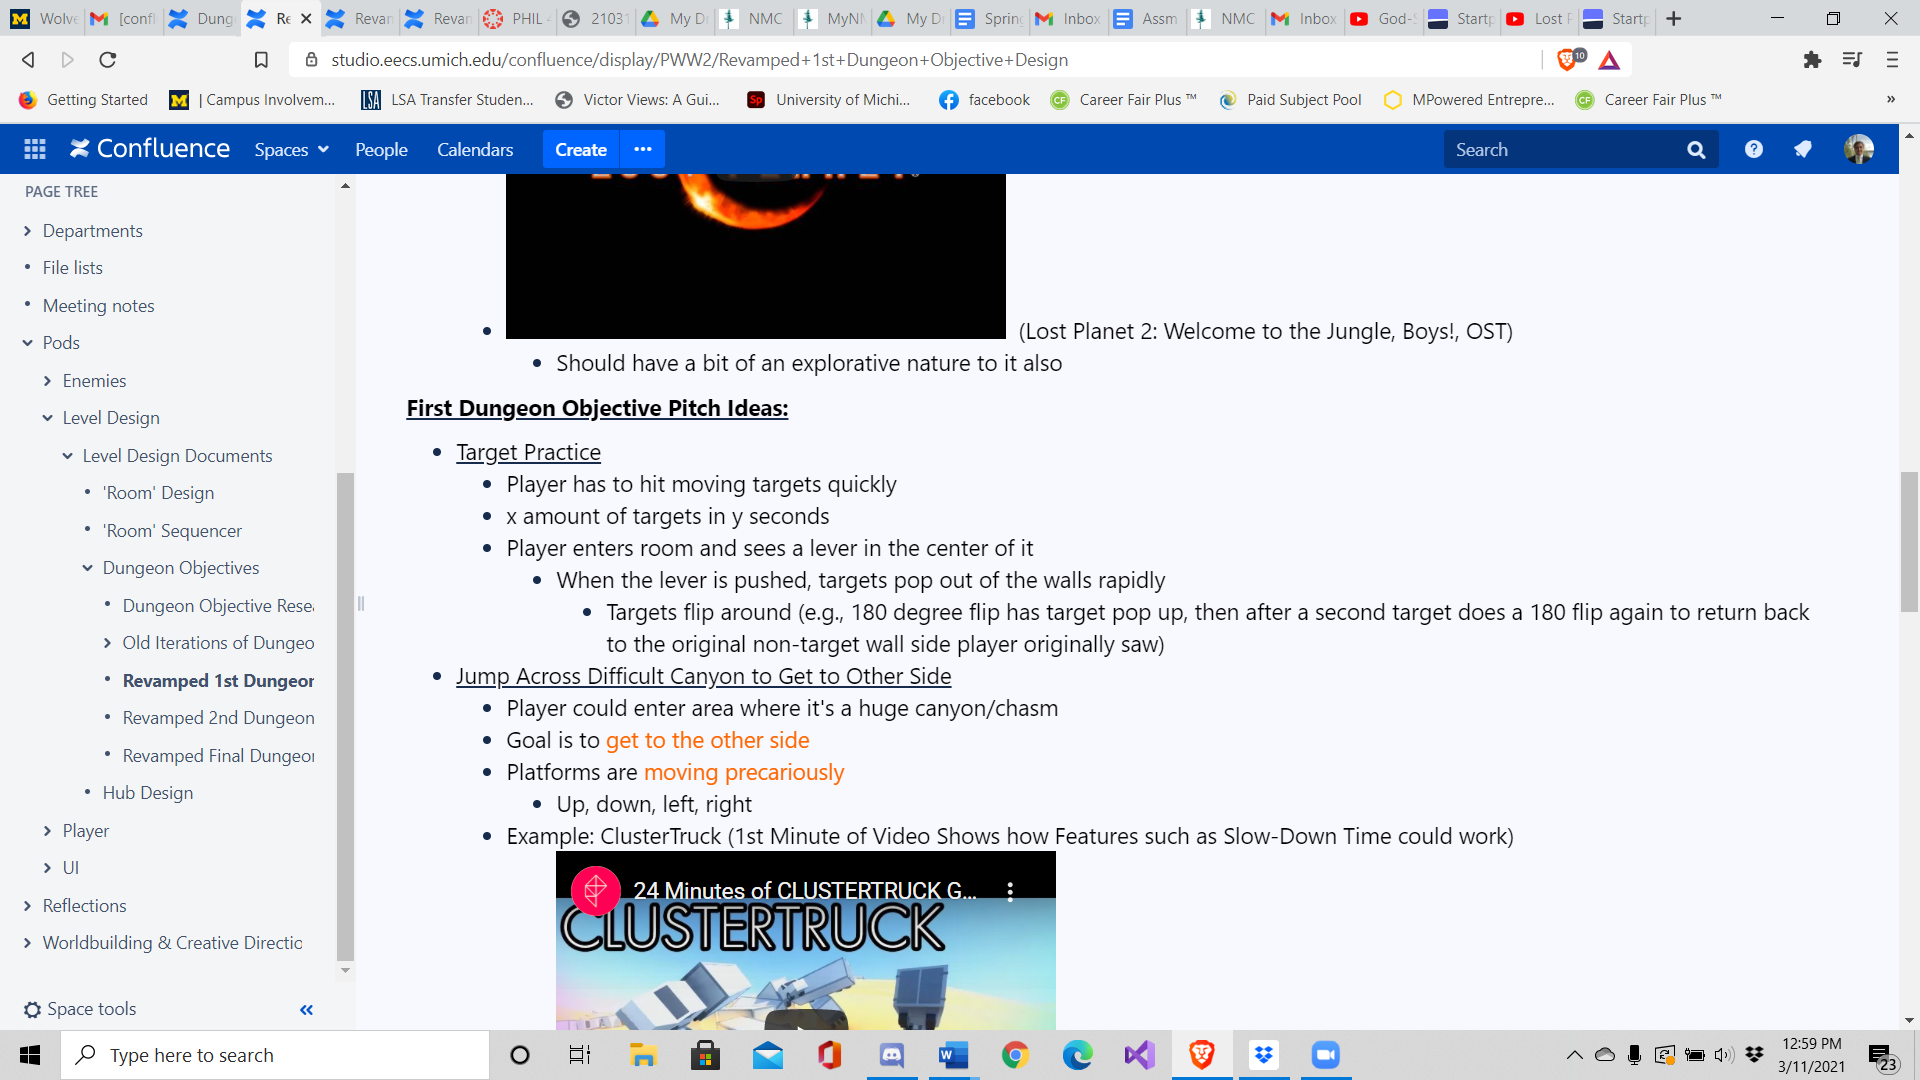 Wolve
[confl
Dung
Re
Revan
Revan
PHIL
21031
My Dr
NMC
MyNN
My Dr
Spring
Inbox
Assm
NMC
Inbox
God-S
Startp
Lost P
Startp
studio.eecs.umich.edu/confluence/display/PWW2/Revamped+1st+Dungeon+Objective+Design
10
Getting Started
| Campus Involvem...
LSA Transfer Studen...
Victor Views: A Gui...
University of Michi...
facebook
Career Fair Plus ™
Paid Subject Pool
MPowered Entrepre...
Career Fair Plus ™
»
Confluence
Spaces
People
Calendars
Create
Search
PAGE TREE
Departments
File lists
Meeting notes
Pods
Enemies
Level Design
Level Design Documents
'Room' Design
'Room' Sequencer
Dungeon Objectives
Dungeon Objective Rese
Old Iterations of Dungeo
Revamped 1st Dungeon
Revamped 2nd Dungeon
Revamped Final Dungeon
Hub Design
Player
UI
Reflections
Worldbuilding & Creative Directio
Space tools
(Lost Planet 2: Welcome to the Jungle, Boys!, OST)
Should have a bit of an explorative nature to it also
First Dungeon Objective Pitch Ideas:
Target Practice
Player has to hit moving targets quickly
x amount of targets in y seconds
Player enters room and sees a lever in the center of it
When the lever is pushed, targets pop out of the walls rapidly
Targets flip around (e.g., 180 degree flip has target pop up, then after a second target does a 180 flip again to return back
to the original non-target wall side player originally saw)
Jump Across Difficult Canyon to Get to Other Side
Player could enter area where it's a huge canyon/chasm
Goal is to get to the other side
Platforms are moving precariously
Up, down, left, right
Example: ClusterTruck (1st Minute of Video Shows how Features such as Slow-Down Time could work)
24 Minutes of CLUSTERTRUCK G...
CLUSTERTRUCK
Type here to search
12:59 PM
3/11/2021
23